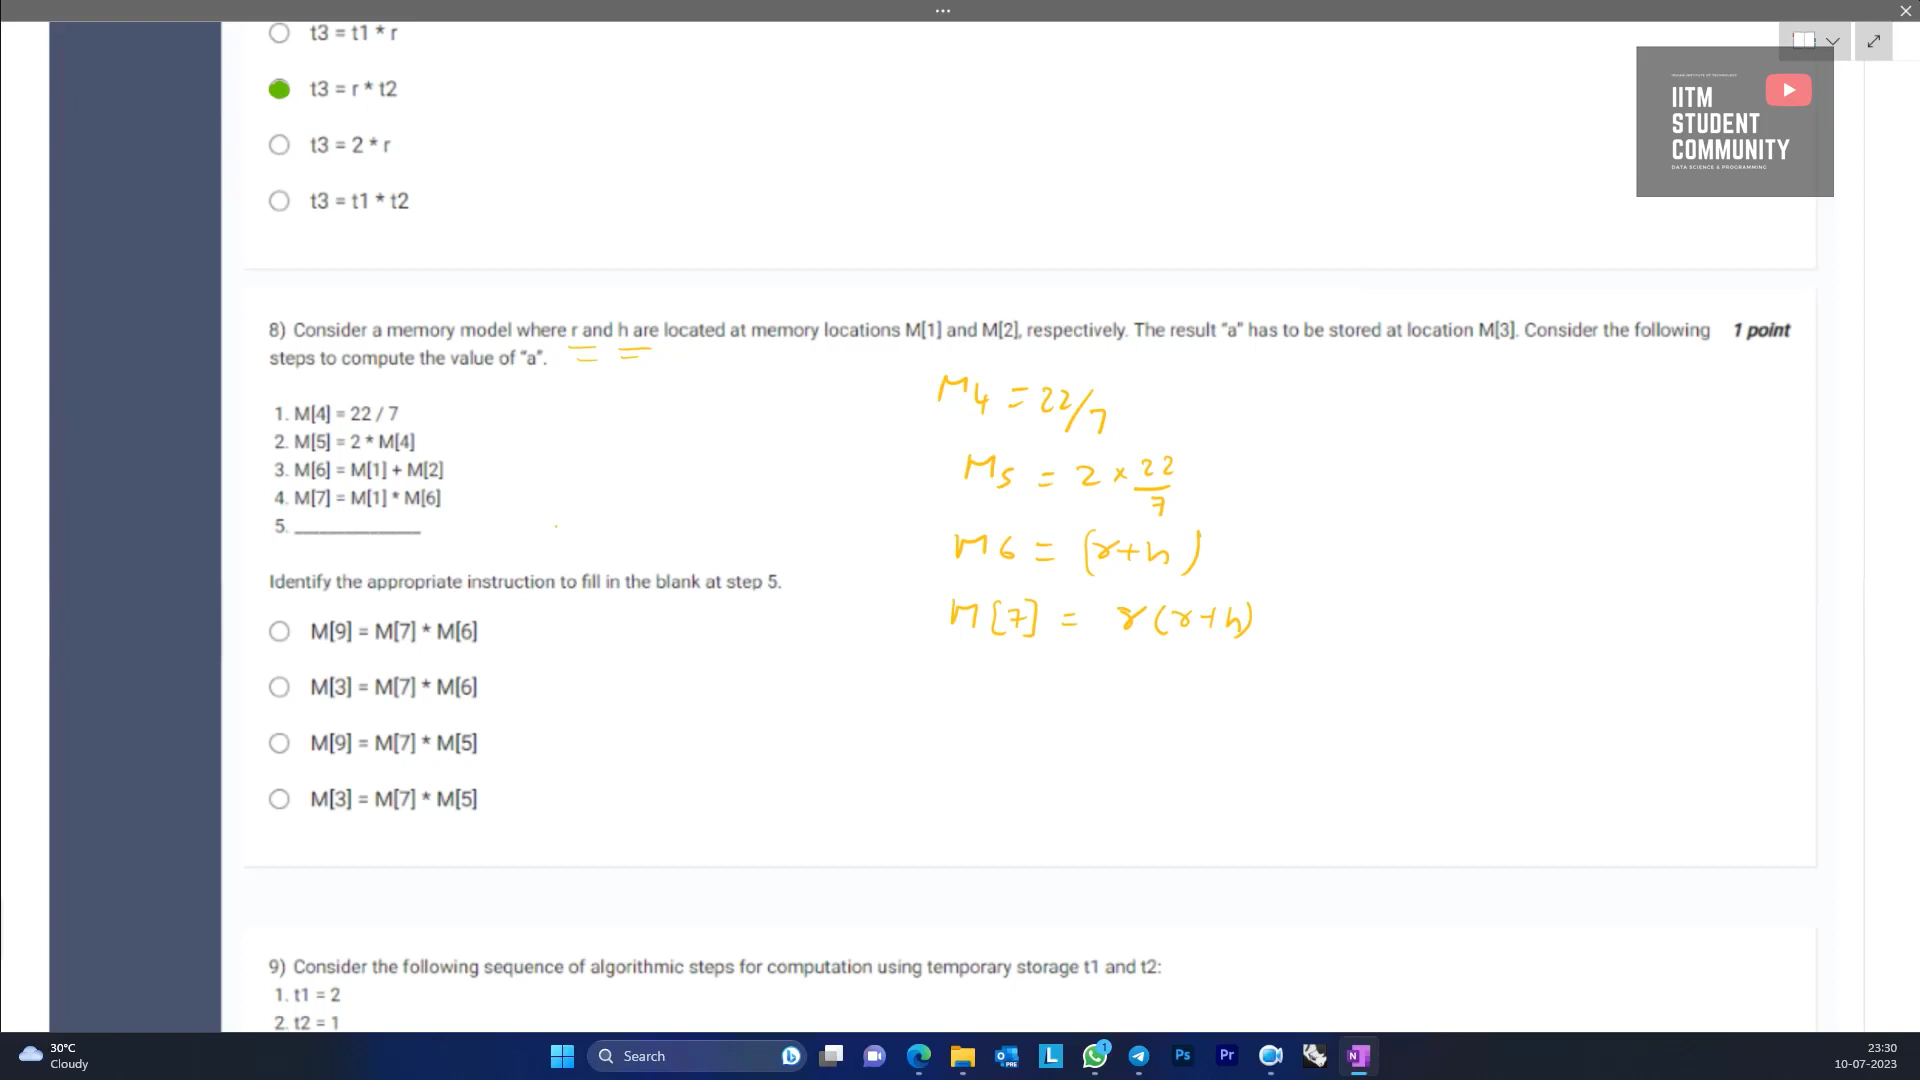 t3 = t1 * r
t3 = r * t2
t3 = 2 * r
t3 = t1 * t2
IITM
STUDENT
COMMUNITY
DATA SCIENCE & PROGRAMMING
8) Consider a memory model where r and h are located at memory locations M[1] and M[2], respectively. The result "a" has to be stored at location M[3]. Consider the following 1 point
steps to compute the value of "a".
1. M[4] = 22 / 7
2. M[5] = 2 * M[4]
3. M[6] = M[1] + M[2]
4. M[7] = M[1] * M[6]
5. ______________
M4 = 22/7
M5 = 2 × 22/7
M6 = (r+h)
M[7] = r(r+h)
Identify the appropriate instruction to fill in the blank at step 5.
M[9] = M[7] * M[6]
M[3] = M[7] * M[6]
M[9] = M[7] * M[5]
M[3] = M[7] * M[5]
9) Consider the following sequence of algorithmic steps for computation using temporary storage t1 and t2:
1. t1 = 2
2. t2 = 1
30°C
Cloudy
Search
PRE
L
1
Ps
Pr
N
23:30
10-07-2023